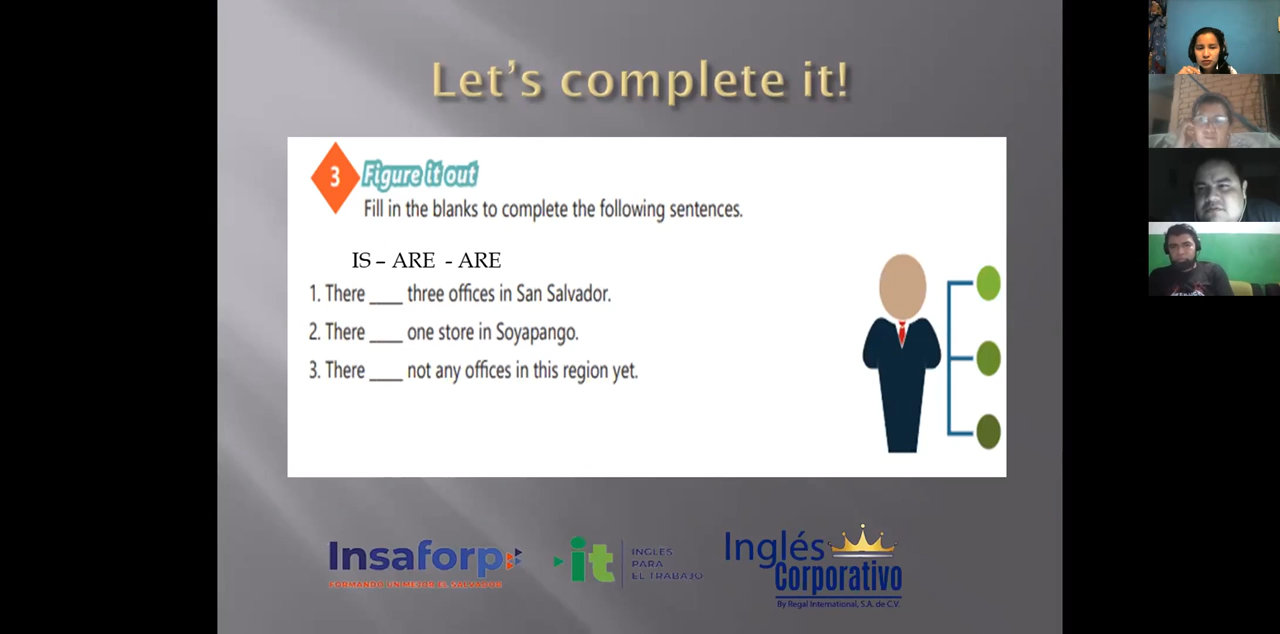 Let's complete it!
3 Figure it out
Fill in the blanks to complete the following sentences.
IS – ARE - ARE
1. There ____ three offices in San Salvador.
2. There ____ one store in Soyapango.
3. There ____ not any offices in this region yet.
Insaforp
FORMANDO UN MEJOR EL SALVADOR
it
INGLES
PARA
EL TRABAJO
Inglés
Corporativo
By Regal International, S.A. de C.V.